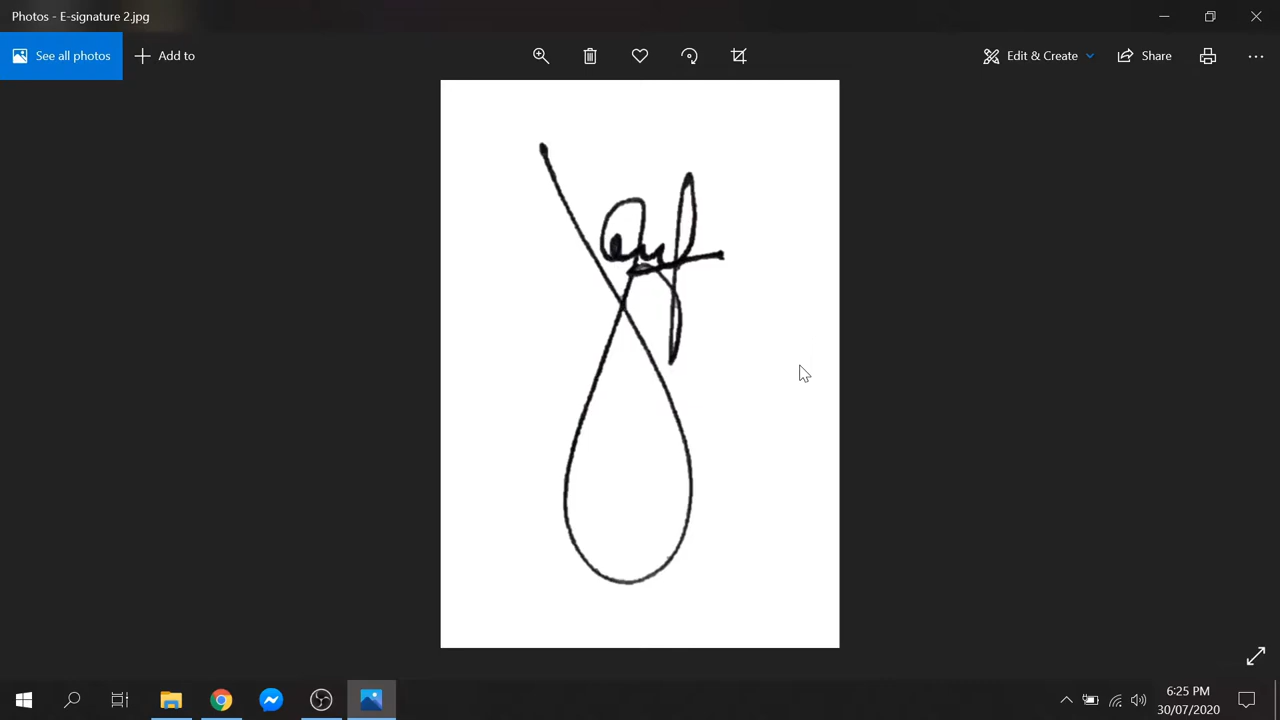 Photos - E-signature 2.jpg
See all photos
Add to
Edit & Create
Share
6:25 PM
30/07/2020